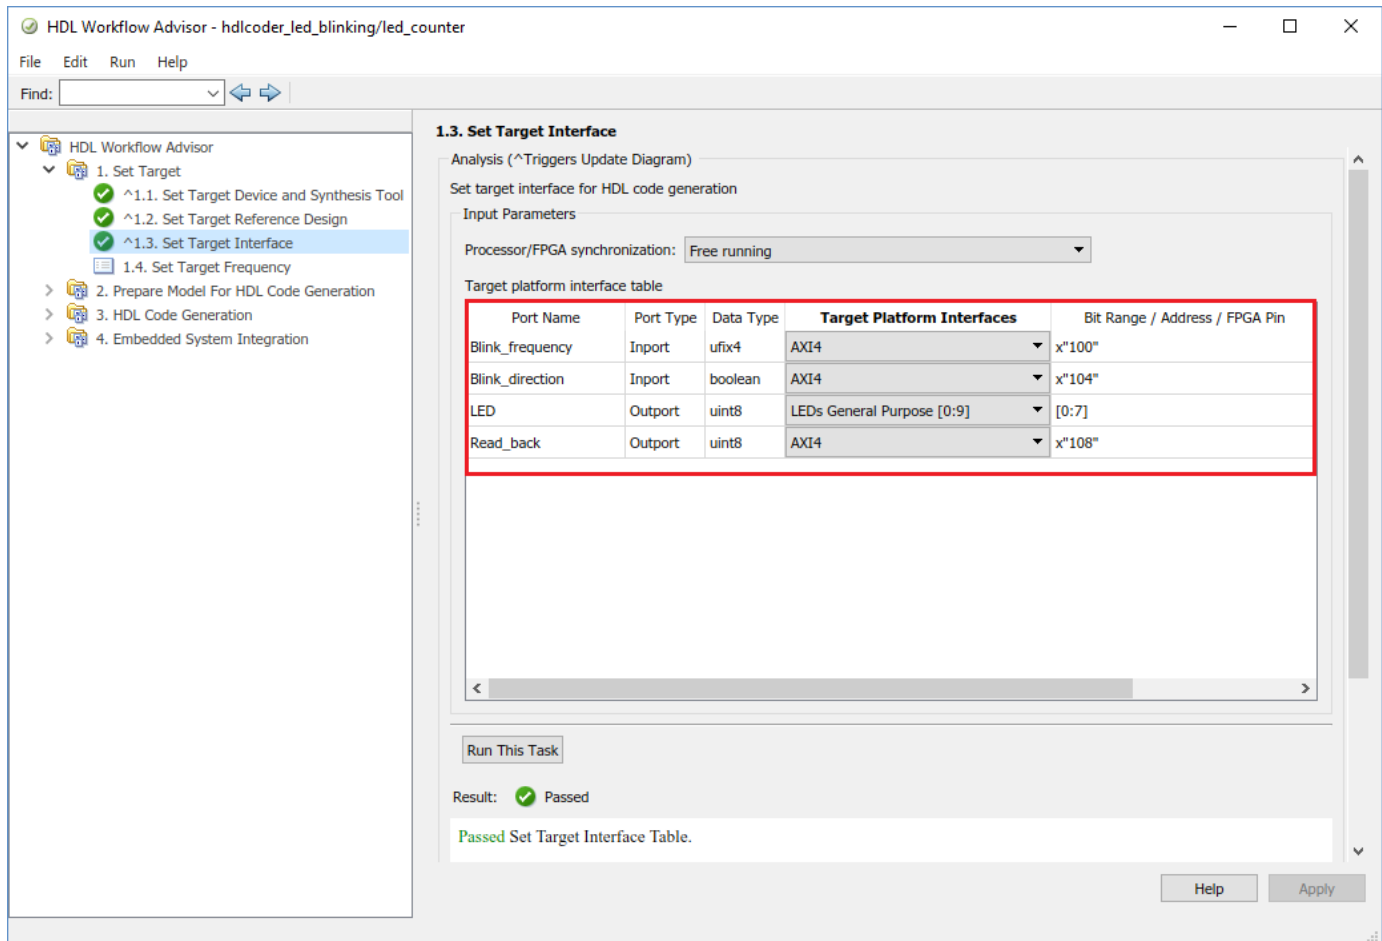 HDL Workflow Advisor - hdlcoder_led_blinking/led_counter
File Edit Run Help
Find:
HDL Workflow Advisor
1. Set Target
^1.1. Set Target Device and Synthesis Tool
^1.2. Set Target Reference Design
^1.3. Set Target Interface
1.4. Set Target Frequency
2. Prepare Model For HDL Code Generation
3. HDL Code Generation
4. Embedded System Integration
1.3. Set Target Interface
Analysis (^Triggers Update Diagram)
Set target interface for HDL code generation
Input Parameters
Processor/FPGA synchronization: Free running
Target platform interface table
Port Name Port Type Data Type Target Platform Interfaces Bit Range / Address / FPGA Pin
Blink_frequency Inport ufix4 AXI4 x"100"
Blink_direction Inport boolean AXI4 x"104"
LED Outport uint8 LEDs General Purpose [0:9] [0:7]
Read_back Outport uint8 AXI4 x"108"
Run This Task
Result: Passed
Passed Set Target Interface Table.
Help Apply